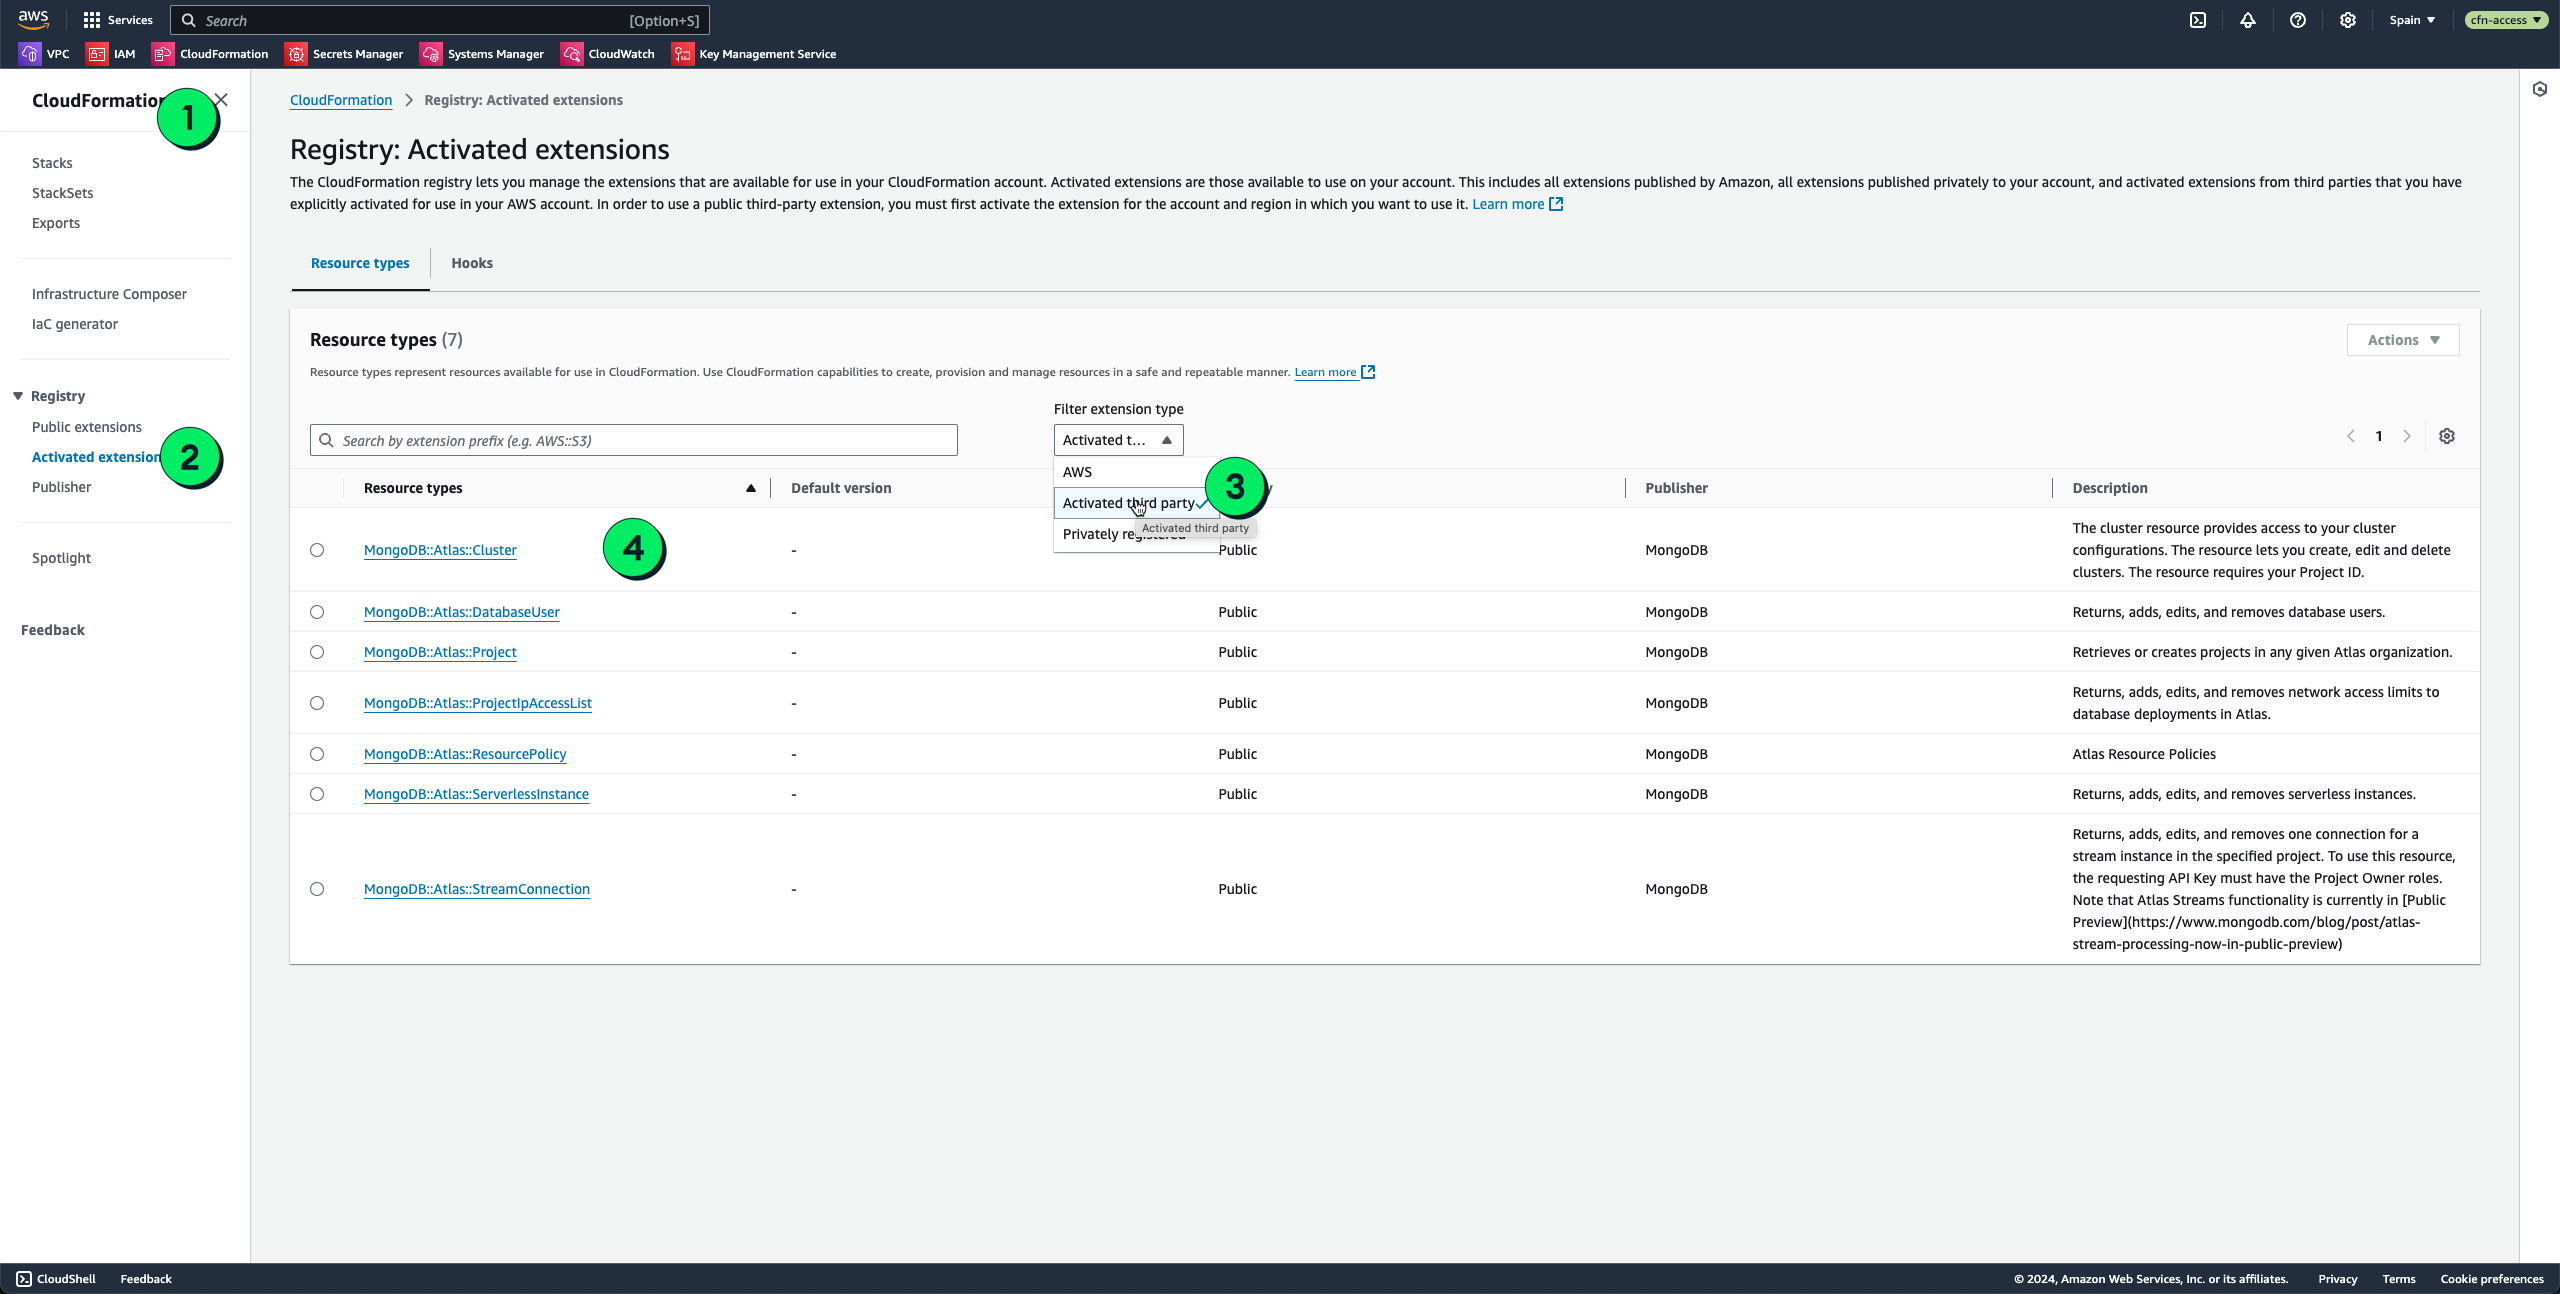 aws
Services
Search
[Option+S]
Spain
cfn-access
VPC
IAM
CloudFormation
Secrets Manager
Systems Manager
CloudWatch
Key Management Service
CloudFormation
1
Stacks
StackSets
Exports
Infrastructure Composer
IaC generator
Registry
Public extensions
Activated extension
2
Publisher
Spotlight
Feedback
CloudFormation
Registry: Activated extensions
Registry: Activated extensions
The CloudFormation registry lets you manage the extensions that are available for use in your CloudFormation account. Activated extensions are those available to use on your account. This includes all extensions published by Amazon, all extensions published privately to your account, and activated extensions from third parties that you have
explicitly activated for use in your AWS account. In order to use a public third-party extension, you must first activate the extension for the account and region in which you want to use it. Learn more
Resource types
Hooks
Resource types (7)
Actions
Resource types represent resources available for use in CloudFormation. Use CloudFormation capabilities to create, provision and manage resources in a safe and repeatable manner. Learn more
Filter extension type
Search by extension prefix (e.g. AWS::S3)
Activated t...
1
AWS
Activated third party
3
Activated third party
Privately registered
Resource types
Default version
Publisher
Description
MongoDB::Atlas::Cluster
4
-
Public
MongoDB
The cluster resource provides access to your cluster
configurations. The resource lets you create, edit and delete
clusters. The resource requires your Project ID.
MongoDB::Atlas::DatabaseUser
-
Public
MongoDB
Returns, adds, edits, and removes database users.
MongoDB::Atlas::Project
-
Public
MongoDB
Retrieves or creates projects in any given Atlas organization.
MongoDB::Atlas::ProjectIpAccessList
-
Public
MongoDB
Returns, adds, edits, and removes network access limits to
database deployments in Atlas.
MongoDB::Atlas::ResourcePolicy
-
Public
MongoDB
Atlas Resource Policies
MongoDB::Atlas::ServerlessInstance
-
Public
MongoDB
Returns, adds, edits, and removes serverless instances.
MongoDB::Atlas::StreamConnection
-
Public
MongoDB
Returns, adds, edits, and removes one connection for a
stream instance in the specified project. To use this resource,
the requesting API Key must have the Project Owner roles.
Note that Atlas Streams functionality is currently in [Public
Preview](https://www.mongodb.com/blog/post/atlas-
stream-processing-now-in-public-preview)
CloudShell
Feedback
© 2024, Amazon Web Services, Inc. or its affiliates.
Privacy
Terms
Cookie preferences